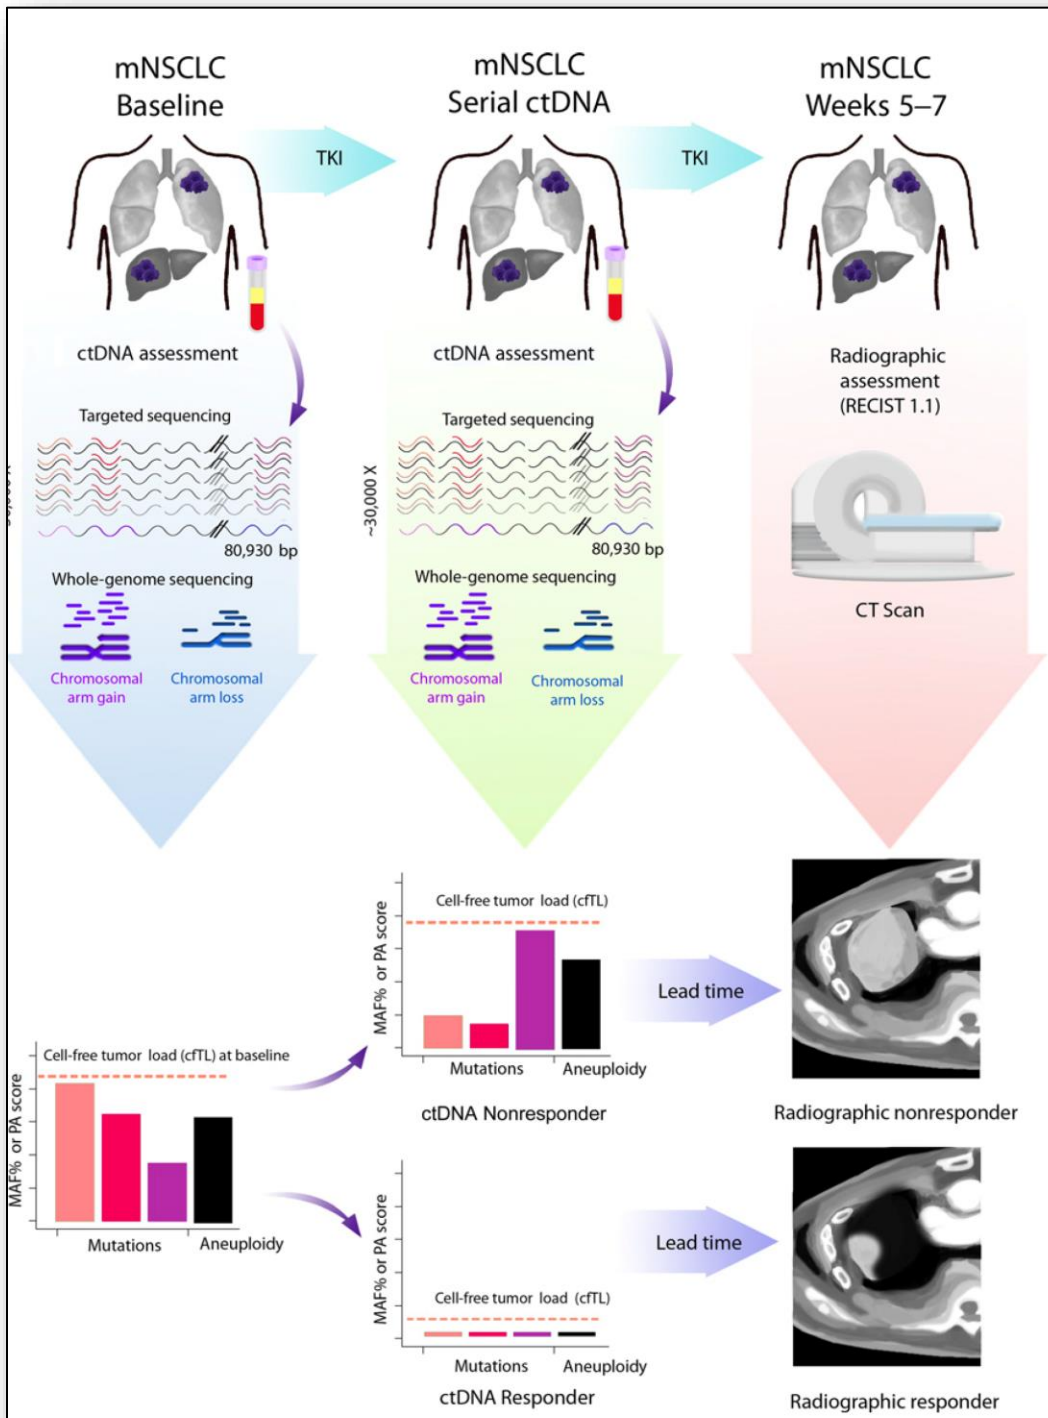 mNSCLC
Baseline
TKI
mNSCLC
Serial ctDNA
TKI
mNSCLC
Weeks 5–7
ctDNA assessment
Targeted sequencing
80,930 bp
Whole-genome sequencing
Chromosomal
arm gain
Chromosomal
arm loss
ctDNA assessment
Targeted sequencing
~30,000 X
80,930 bp
Whole-genome sequencing
Chromosomal
arm gain
Chromosomal
arm loss
Radiographic
assessment
(RECIST 1.1)
CT Scan
MAF% or PA score
Cell-free tumor load (cfTL) at baseline
Mutations
Aneuploidy
MAF% or PA score
Cell-free tumor load (cfTL)
Mutations
Aneuploidy
ctDNA Nonresponder
Lead time
Radiographic nonresponder
MAF% or PA score
Cell-free tumor load (cfTL)
Mutations
Aneuploidy
ctDNA Responder
Lead time
Radiographic responder